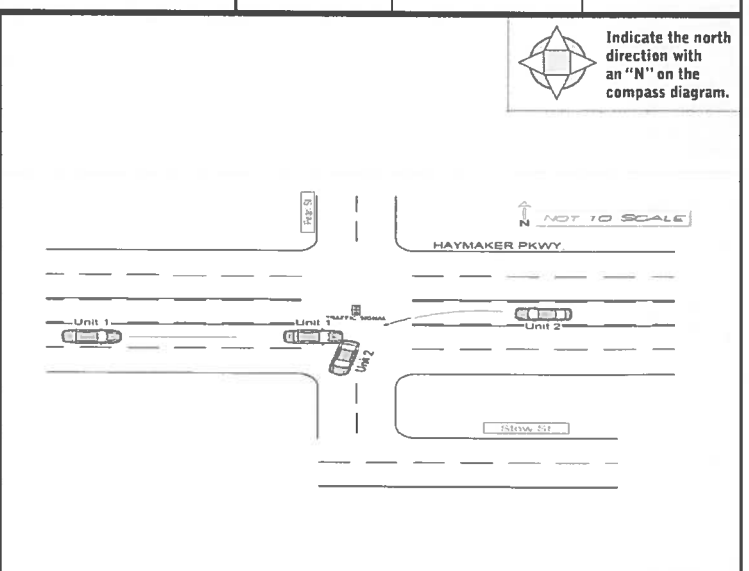 Indicate the north
direction with
an "N" on the
compass diagram.
N
NOT TO SCALE
HAYMAKER PKWY.
Unit 1
Unit 1
TRAFFIC SIGNAL
Unit 2
Unit 2
Stow St